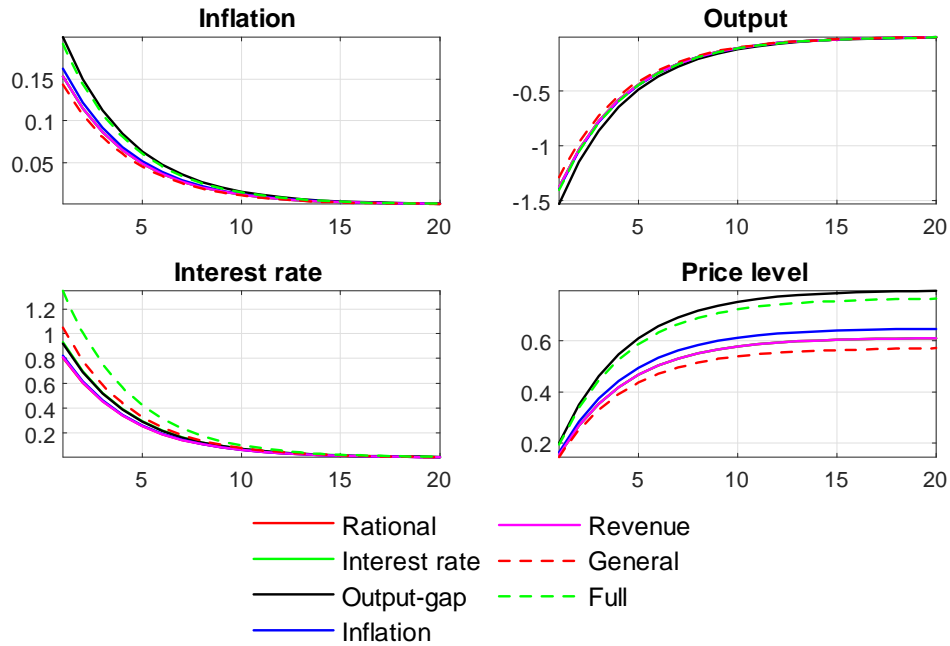 Inflation
0.15
0.1
0.05
5 10 15 20
Output
-0.5
-1
-1.5
5 10 15 20
Interest rate
1.2
1
0.8
0.6
0.4
0.2
5 10 15 20
Price level
0.6
0.4
0.2
5 10 15 20
Rational
Interest rate
Output-gap
Inflation
Revenue
General
Full